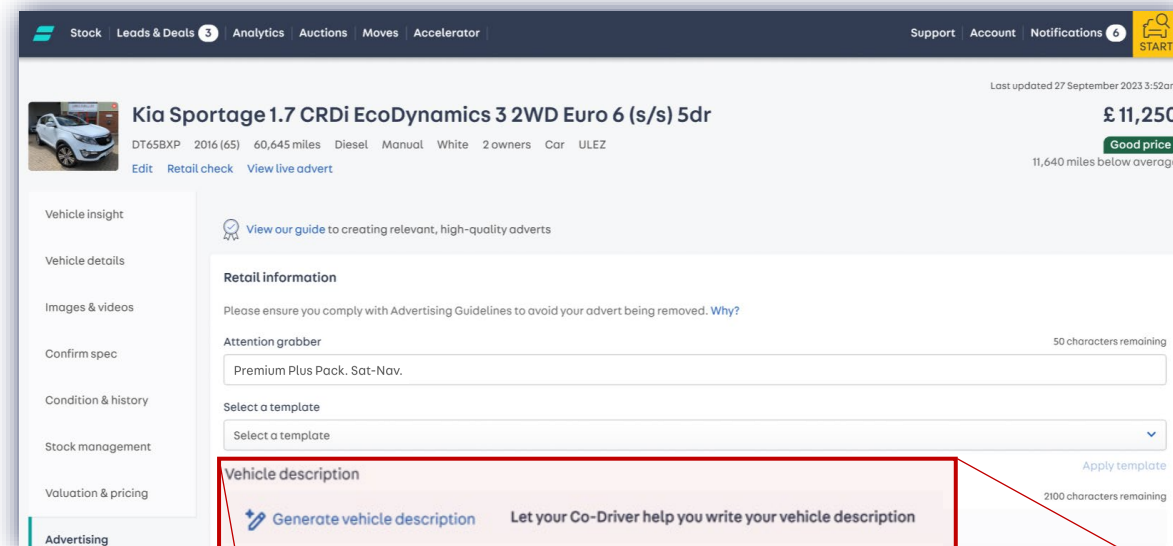 Stock Leads & Deals 3 Analytics Auctions Moves Accelerator Support Account Notifications 6
START
Last updated 27 September 2023 3:52am
Kia Sportage 1.7 CRDi EcoDynamics 3 2WD Euro 6 (s/s) 5dr £11,250
DT65BXP 2016 (65) 60,645 miles Diesel Manual White 2 owners Car ULEZ Good price
Edit Retail check View live advert 11,640 miles below average
Vehicle insight
View our guide to creating relevant, high-quality adverts
Vehicle details
Retail information
Images & videos
Please ensure you comply with Advertising Guidelines to avoid your advert being removed. Why?
Attention grabber 50 characters remaining
Confirm spec
Premium Plus Pack. Sat-Nav.
Condition & history
Select a template
Stock management
Select a template
Vehicle description Apply template
Valuation & pricing
2100 characters remaining
Generate vehicle description Let your Co-Driver help you write your vehicle description
Advertising